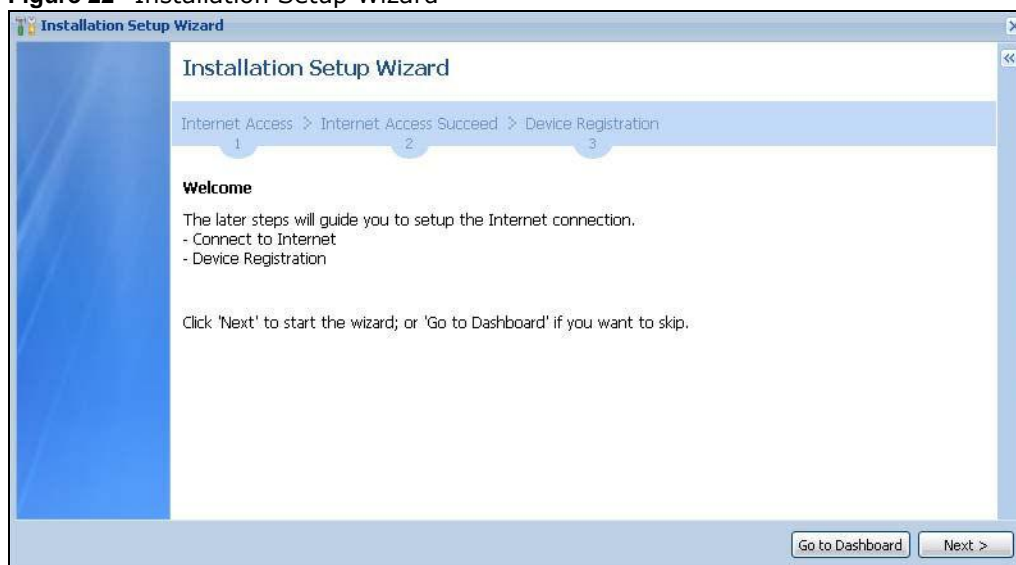 Figure 22 Installation Setup Wizard
Installation Setup Wizard
Installation Setup Wizard
Internet Access > Internet Access Succeed > Device Registration
1 2 3
Welcome
The later steps will guide you to setup the Internet connection.
- Connect to Internet
- Device Registration
Click 'Next' to start the wizard; or 'Go to Dashboard' if you want to skip.
Go to Dashboard Next >